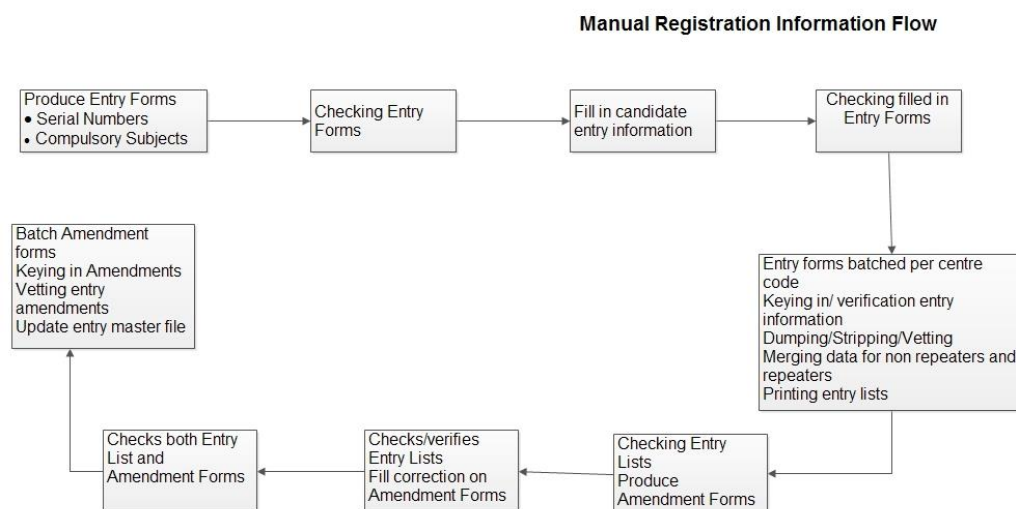 Manual Registration Information Flow
Produce Entry Forms
• Serial Numbers
• Compulsory Subjects
Checking Entry
Forms
Fill in candidate
entry information
Checking filled in
Entry Forms
Entry forms batched per centre
code
Keying in/ verification entry
information
Dumping/Stripping/Vetting
Merging data for non repeaters and
repeaters
Printing entry lists
Checking Entry
Lists
Produce
Amendment Forms
Checks/verifies
Entry Lists
Fill correction on
Amendment Forms
Checks both Entry
List and
Amendment Forms
Batch Amendment
forms
Keying in Amendments
Vetting entry
amendments
Update entry master file